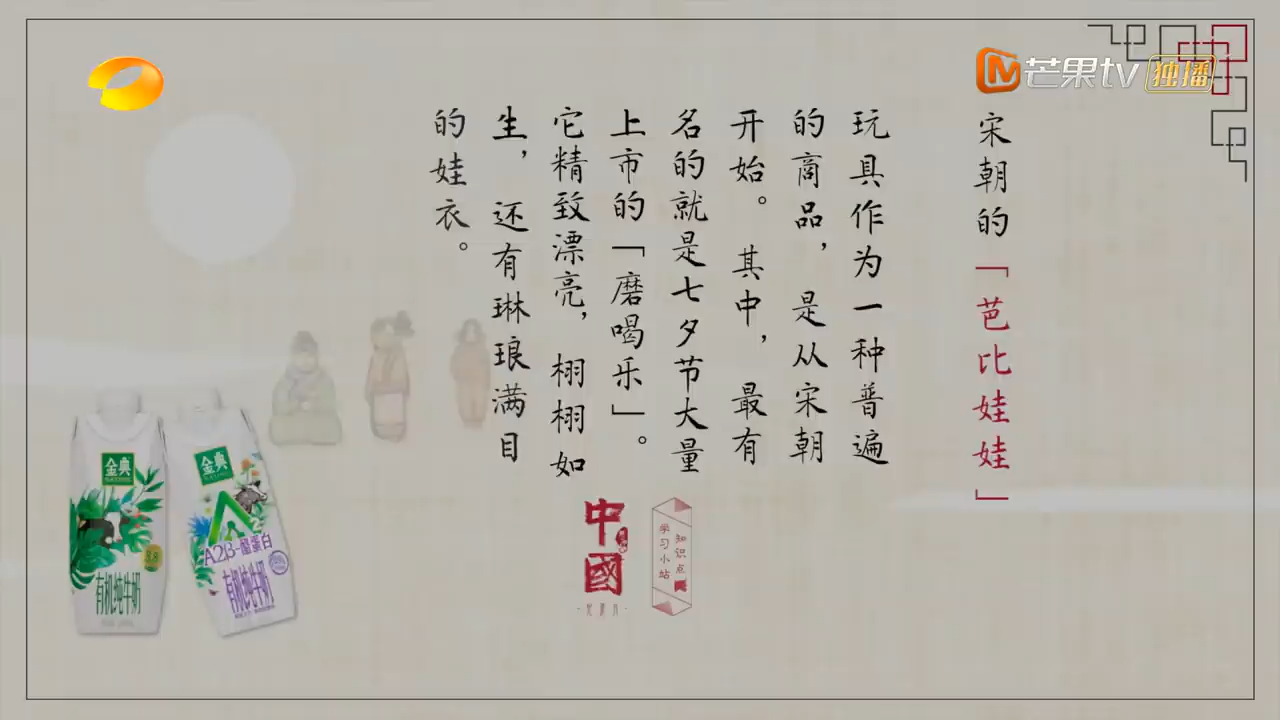 芒果tv 独播
宋朝的「芭比娃娃」
玩具作为一种普遍
的商品，是从宋朝
开始。其中，最有
名的就是七夕节大量
上市的「磨喝乐」。
它精致漂亮，栩栩如
生，还有琳琅满目
的娃衣。
中國
知识点
学习小站
金典
有机纯牛奶
金典
A2β-酪蛋白
有机纯牛奶